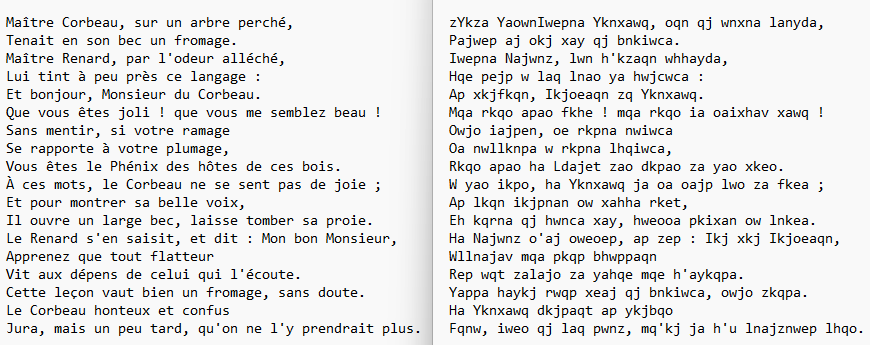 Maître Corbeau, sur un arbre perché,
Tenait en son bec un fromage.
Maître Renard, par l'odeur alléché,
Lui tint à peu près ce langage :
Et bonjour, Monsieur du Corbeau.
Que vous êtes joli ! que vous me semblez beau !
Sans mentir, si votre ramage
Se rapporte à votre plumage,
Vous êtes le Phénix des hôtes de ces bois.
À ces mots, le Corbeau ne se sent pas de joie ;
Et pour montrer sa belle voix,
Il ouvre un large bec, laisse tomber sa proie.
Le Renard s'en saisit, et dit : Mon bon Monsieur,
Apprenez que tout flatteur
Vit aux dépens de celui qui l'écoute.
Cette leçon vaut bien un fromage, sans doute.
Le Corbeau honteux et confus
Jura, mais un peu tard, qu'on ne l'y prendrait plus.
zYkza YaownIwepna Yknxawq, oqn qj wnxna lanyda,
Pajwep aj okj xay qj bnkiwca.
Iwepna Najwnz, lwn h'kzaqn whhayda,
Hqe pejp w laq lnao ya hwjcwca :
Ap xkjfkqn, Ikjoeaqn zq Yknxawq.
Mqa rkqo apao fkhe ! mqa rkqo ia oaixhav xawq !
Owjo iajpen, oe rkpna nwiwca
Oa nwllknpa w rkpna lhqiwca,
Rkqo apao ha Ldajet zao dkpao za yao xkeo.
W yao ikpo, ha Yknxawq ja oa oajp lwo za fkea ;
Ap lkqn ikjpnan ow xahha rket,
Eh kqrna qj hwnca xay, hweooa pkixan ow lnkea.
Ha Najwnz o'aj oweoep, ap zep : Ikj xkj Ikjoeaqn,
Wllnajav mqa pkqp bhwppaqn
Rep wqt zalajo za yahqe mqe h'aykqpa.
Yappa haykj rwqp xeaj qj bnkiwca, owjo zkqpa.
Ha Yknxawq dkjpaqt ap ykjbqo
Fqnw, iweo qj laq pwnz, mq'kj ja h'u lnajznwep lhqo.